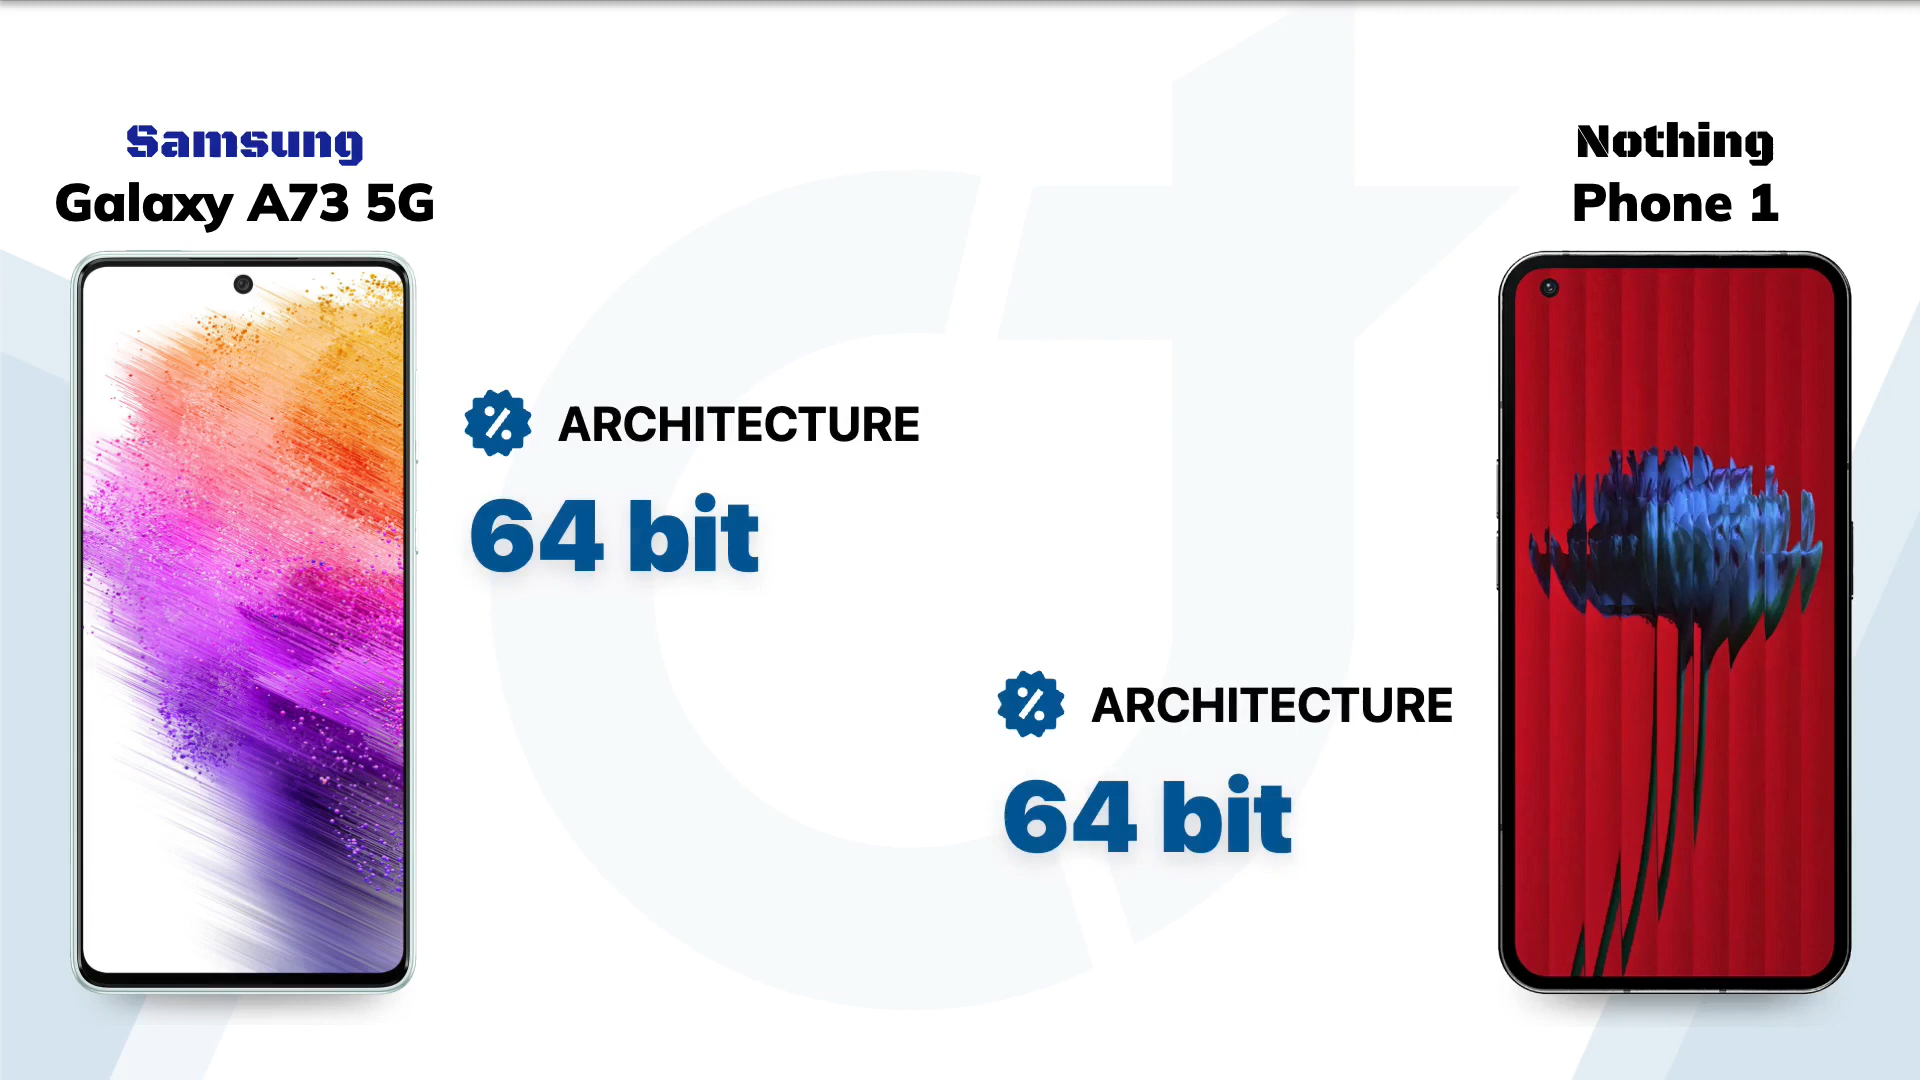 Samsung
Galaxy A73 5G
ARCHITECTURE
64 bit
Nothing
Phone 1
ARCHITECTURE
64 bit